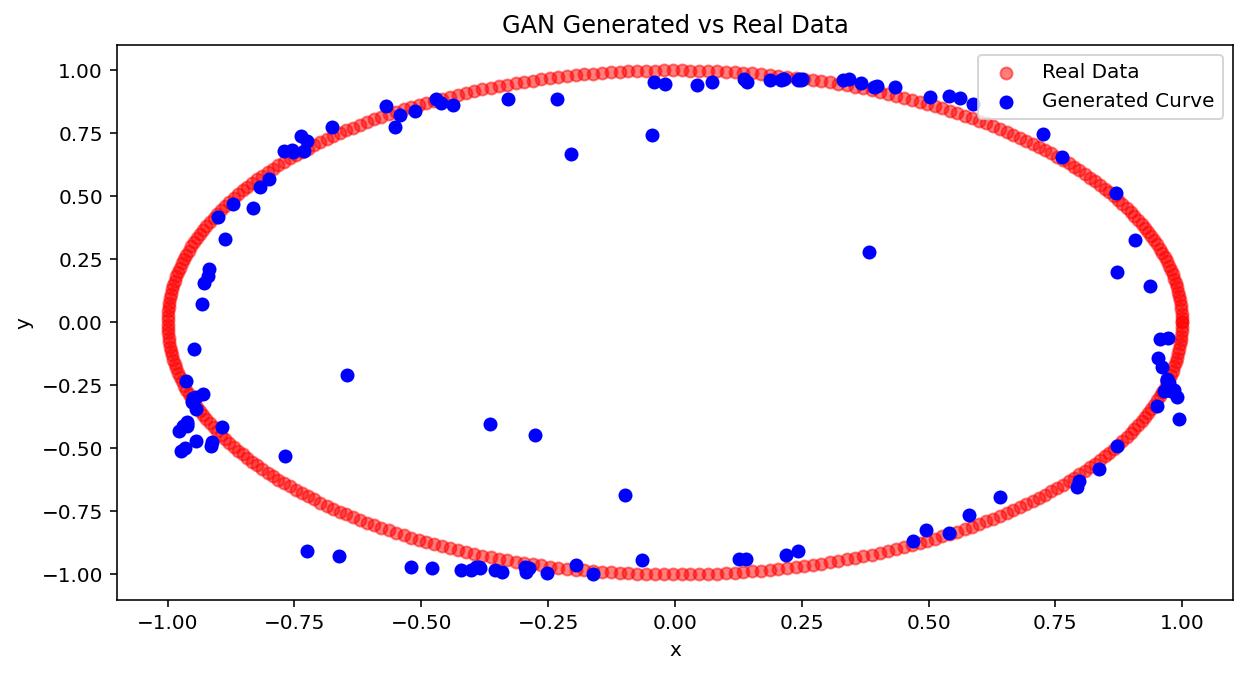 GAN Generated vs Real Data
Real Data
Generated Curve
1.00
0.75
0.50
0.25
0.00
−0.25
−0.50
−0.75
−1.00
y
−1.00 −0.75 −0.50 −0.25 0.00 0.25 0.50 0.75 1.00
x